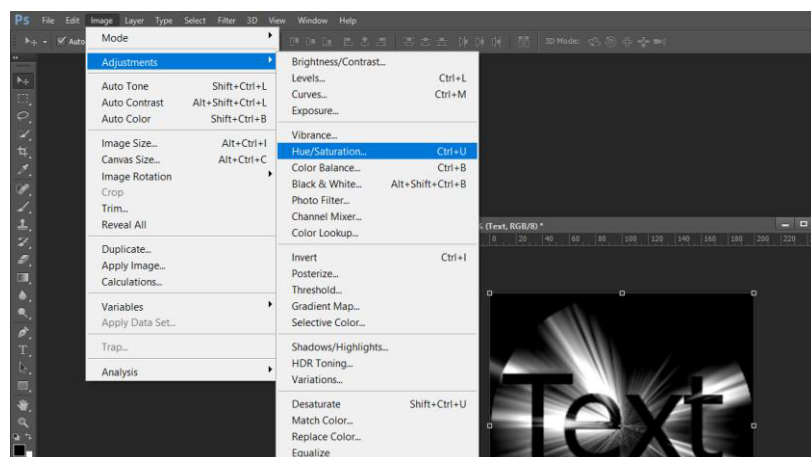 Ps File Edit Image Layer Type Select Filter 3D View Window Help
Auto 3D Mode:
Mode
Adjustments
Auto Tone Shift+Ctrl+L
Auto Contrast Alt+Shift+Ctrl+L
Auto Color Shift+Ctrl+B
Image Size... Alt+Ctrl+I
Canvas Size... Alt+Ctrl+C
Image Rotation
Crop
Trim...
Reveal All
Duplicate...
Apply Image...
Calculations...
Variables
Apply Data Set...
Trap...
Analysis
Brightness/Contrast...
Levels... Ctrl+L
Curves... Ctrl+M
Exposure...
Vibrance...
Hue/Saturation... Ctrl+U
Color Balance... Ctrl+B
Black & White... Alt+Shift+Ctrl+B
Photo Filter...
Channel Mixer...
Color Lookup...
Invert Ctrl+I
Posterize...
Threshold...
Gradient Map...
Selective Color...
Shadows/Highlights...
HDR Toning...
Variations...
Desaturate Shift+Ctrl+U
Match Color...
Replace Color...
Equalize
(Text, RGB/8) *
0 20 40 60 80 100 120 140 160 180 200 220
Text